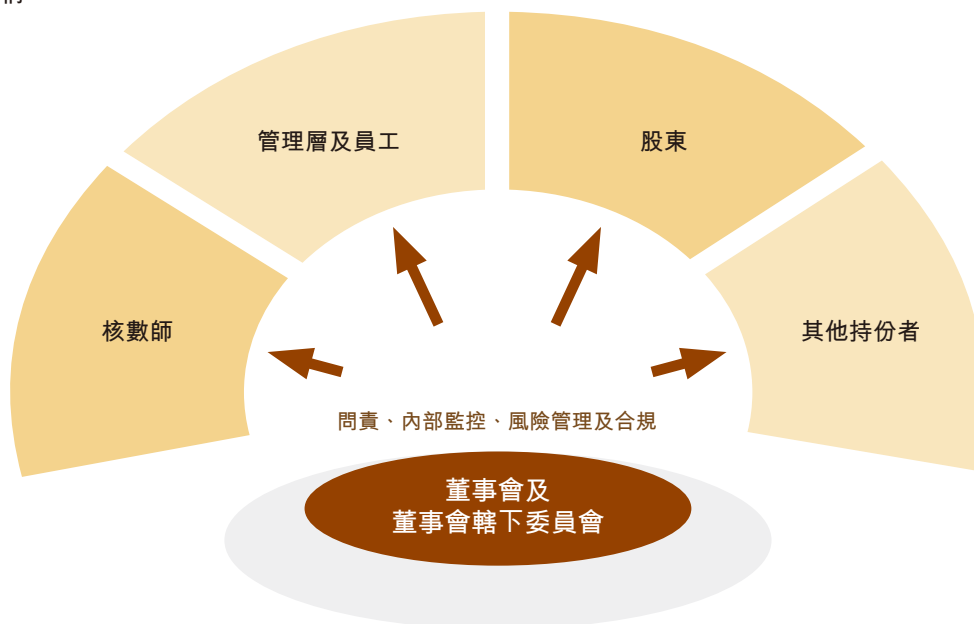 管理層及員工
股東
核數師
其他持份者
問責、內部監控、風險管理及合規
董事會及
董事會轄下委員會